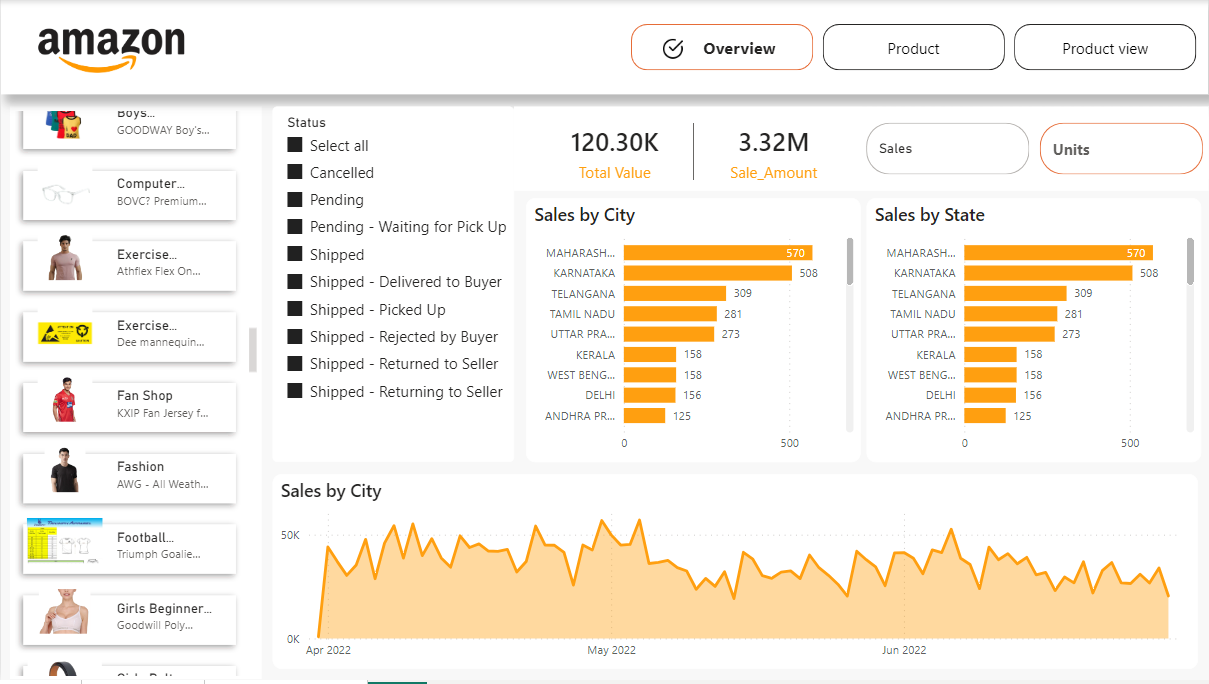 amazon
Overview
Product
Product view
Boys...
GOODWAY Boy's...
Computer...
BOVC? Premium...
Exercise...
Athflex Flex On...
Exercise...
Dee mannequin...
Fan Shop
KXIP Fan Jersey f...
Fashion
AWG - All Weath...
Football...
Triumph Goalie...
Girls Beginner...
Goodwill Poly...
Status
Select all
Cancelled
Pending
Pending - Waiting for Pick Up
Shipped
Shipped - Delivered to Buyer
Shipped - Picked Up
Shipped - Rejected by Buyer
Shipped - Returned to Seller
Shipped - Returning to Seller
120.30K
Total Value
3.32M
Sale_Amount
Sales
Units
Sales by City
MAHARASH... 570
KARNATAKA 508
TELANGANA 309
TAMIL NADU 281
UTTAR PRA... 273
KERALA 158
WEST BENG... 158
DELHI 156
ANDHRA PR... 125
0 500
Sales by State
MAHARASH... 570
KARNATAKA 508
TELANGANA 309
TAMIL NADU 281
UTTAR PRA... 273
KERALA 158
WEST BENG... 158
DELHI 156
ANDHRA PR... 125
0 500
Sales by City
50K
0K
Apr 2022 May 2022 Jun 2022